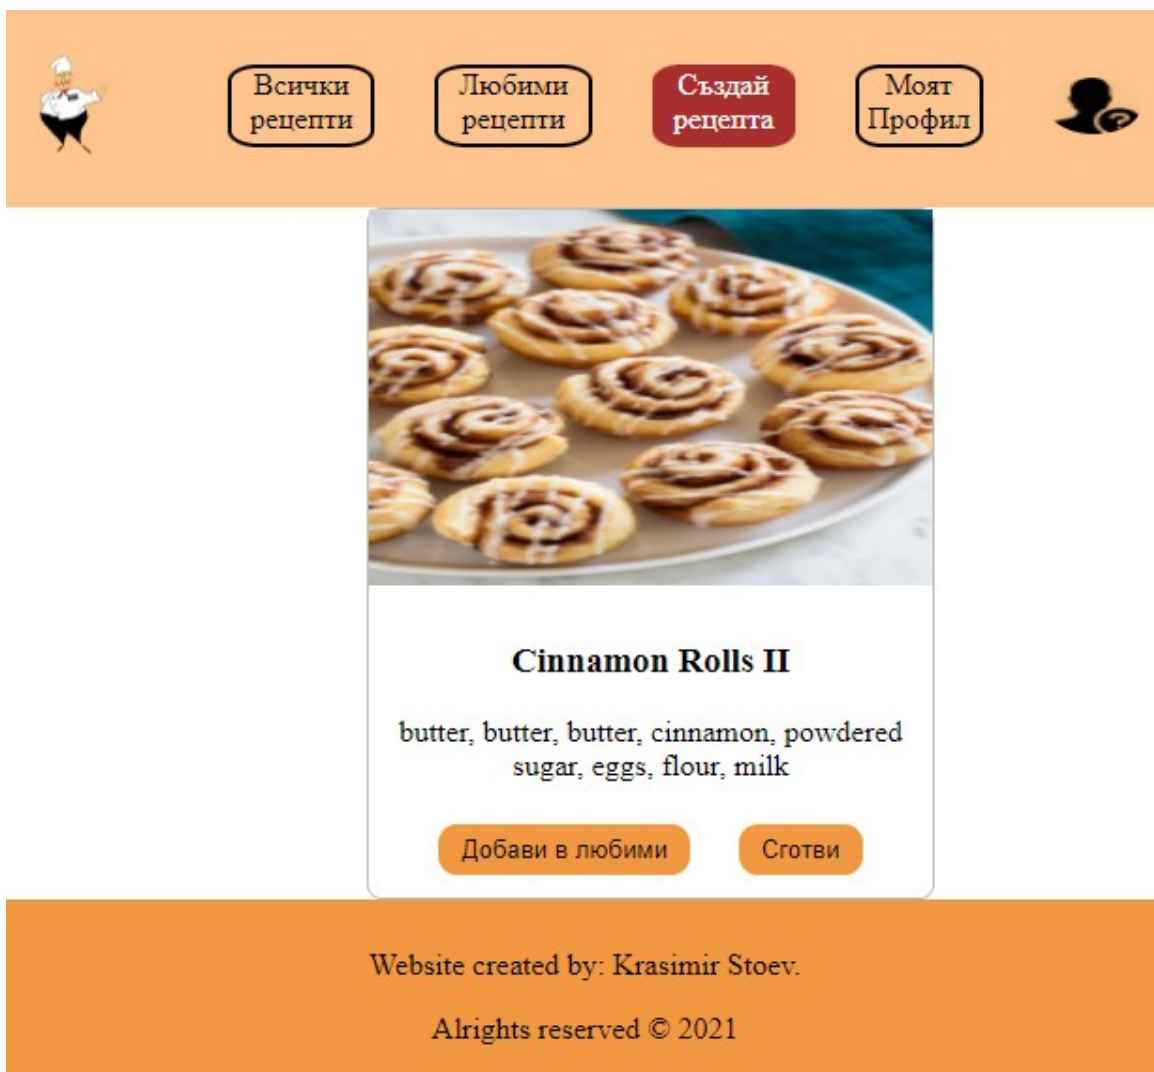 Всички
рецепти
Любими
рецепти
Създай
рецепта
Моят
Профил
Cinnamon Rolls II
butter, butter, butter, cinnamon, powdered
sugar, eggs, flour, milk
Добави в любими
Сготви
Website created by: Krasimir Stoev.
Alrights reserved © 2021